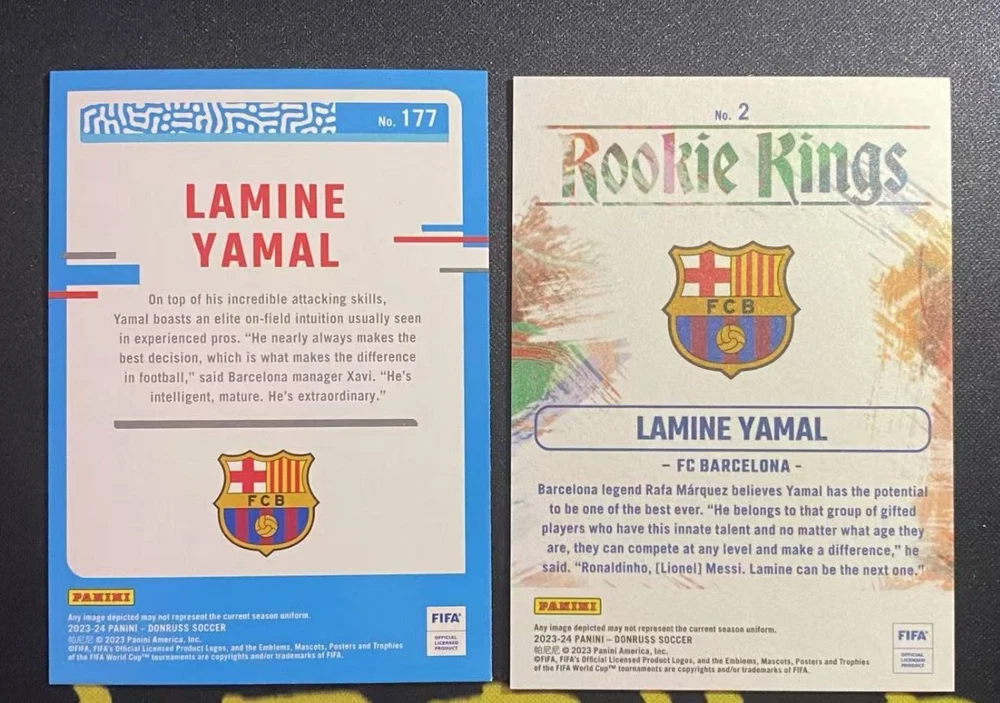 No. 177
LAMINE
YAMAL
On top of his incredible attacking skills,
Yamal boasts an elite on-field intuition usually seen
in experienced pros. “He nearly always makes the
best decision, which is what makes the difference
in football,” said Barcelona manager Xavi. “He’s
intelligent, mature. He’s extraordinary.”
FCB
PANINI
Any image depicted may not represent the current season uniform.
2023-24 PANINI – DONRUSS SOCCER
帕尼尼 © 2023 Panini America, Inc.
©FIFA, FIFA’s Official Licensed Product Logos, and the Emblems, Mascots, Posters and Trophies
of the FIFA World Cup™ tournaments are copyrights and/or trademarks of FIFA.
FIFA®
OFFICIAL
LICENSED
PRODUCT
No. 2
Rookie Kings
FCB
LAMINE YAMAL
– FC BARCELONA –
Barcelona legend Rafa Márquez believes Yamal has the potential
to be one of the best ever. “He belongs to that group of gifted
players who have this innate talent and no matter what age they
are, they can compete at any level and make a difference,” he
said. “Ronaldinho, [Lionel] Messi. Lamine can be the next one.”
PANINI
Any image depicted may not represent the current season uniform.
2023-24 PANINI – DONRUSS SOCCER
帕尼尼 © 2023 Panini America, Inc.
©FIFA, FIFA’s Official Licensed Product Logos, and the Emblems, Mascots, Posters and Trophies
of the FIFA World Cup™ tournaments are copyrights and/or trademarks of FIFA.
FIFA®
OFFICIAL
LICENSED
PRODUCT